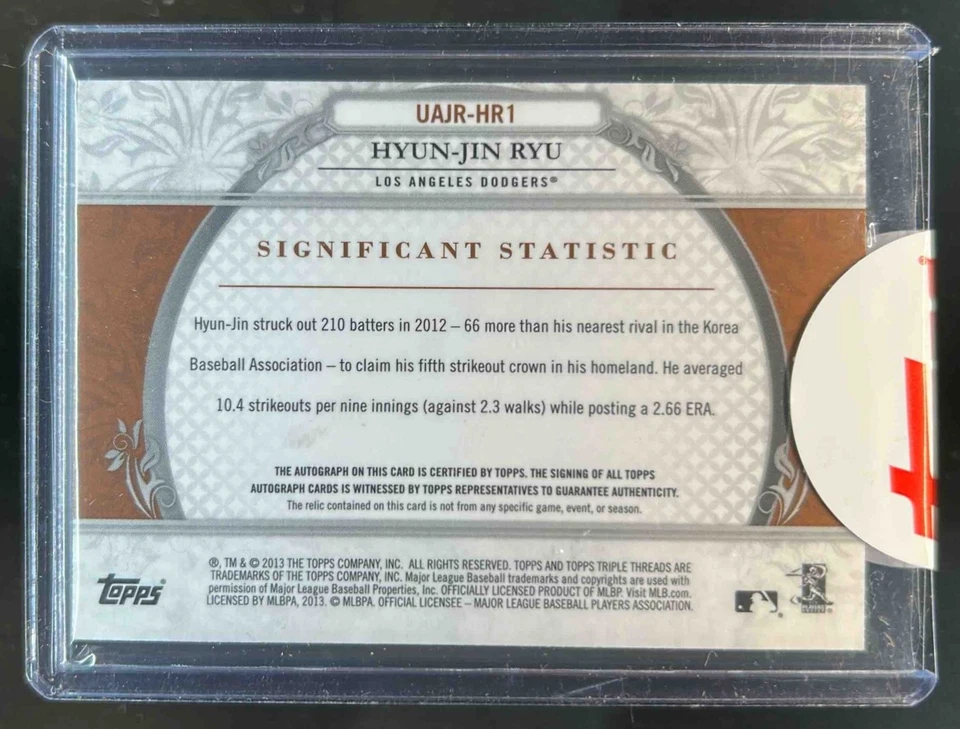 UAJR-HR1
HYUN-JIN RYU
LOS ANGELES DODGERS®
SIGNIFICANT STATISTIC
Hyun-Jin struck out 210 batters in 2012 – 66 more than his nearest rival in the Korea
Baseball Association – to claim his fifth strikeout crown in his homeland. He averaged
10.4 strikeouts per nine innings (against 2.3 walks) while posting a 2.66 ERA.
THE AUTOGRAPH ON THIS CARD IS CERTIFIED BY TOPPS. THE SIGNING OF ALL TOPPS
AUTOGRAPH CARDS IS WITNESSED BY TOPPS REPRESENTATIVES TO GUARANTEE AUTHENTICITY.
The relic contained on this card is not from any specific game, event, or season.
®, TM & © 2013 THE TOPPS COMPANY, INC. ALL RIGHTS RESERVED. TOPPS AND TOPPS TRIPLE THREADS ARE
TRADEMARKS OF THE TOPPS COMPANY, INC. Major League Baseball trademarks and copyrights are used with
permission of Major League Baseball Properties, Inc. OFFICIALLY LICENSED PRODUCT OF MLBP. Visit MLB.com.
LICENSED BY MLBPA, 2013. © MLBPA. OFFICIAL LICENSEE – MAJOR LEAGUE BASEBALL PLAYERS ASSOCIATION.
Topps®